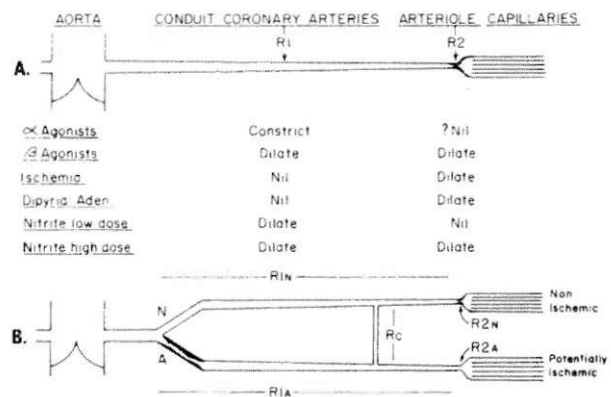 AORTA CONDUIT CORONARY ARTERIES ARTERIOLE CAPILLARIES
R1 R2
A.
∝ Agonists Constrict ? Nil
β Agonists Dilate Dilate
Ischemia Nil Dilate
Dipyrid Aden Nil Dilate
Nitrite low dose Dilate Nil
Nitrite high dose Dilate Dilate
R1N
N Non
Ischemic
B. RC R2N
R2A
A Potentially
Ischemic
R1A